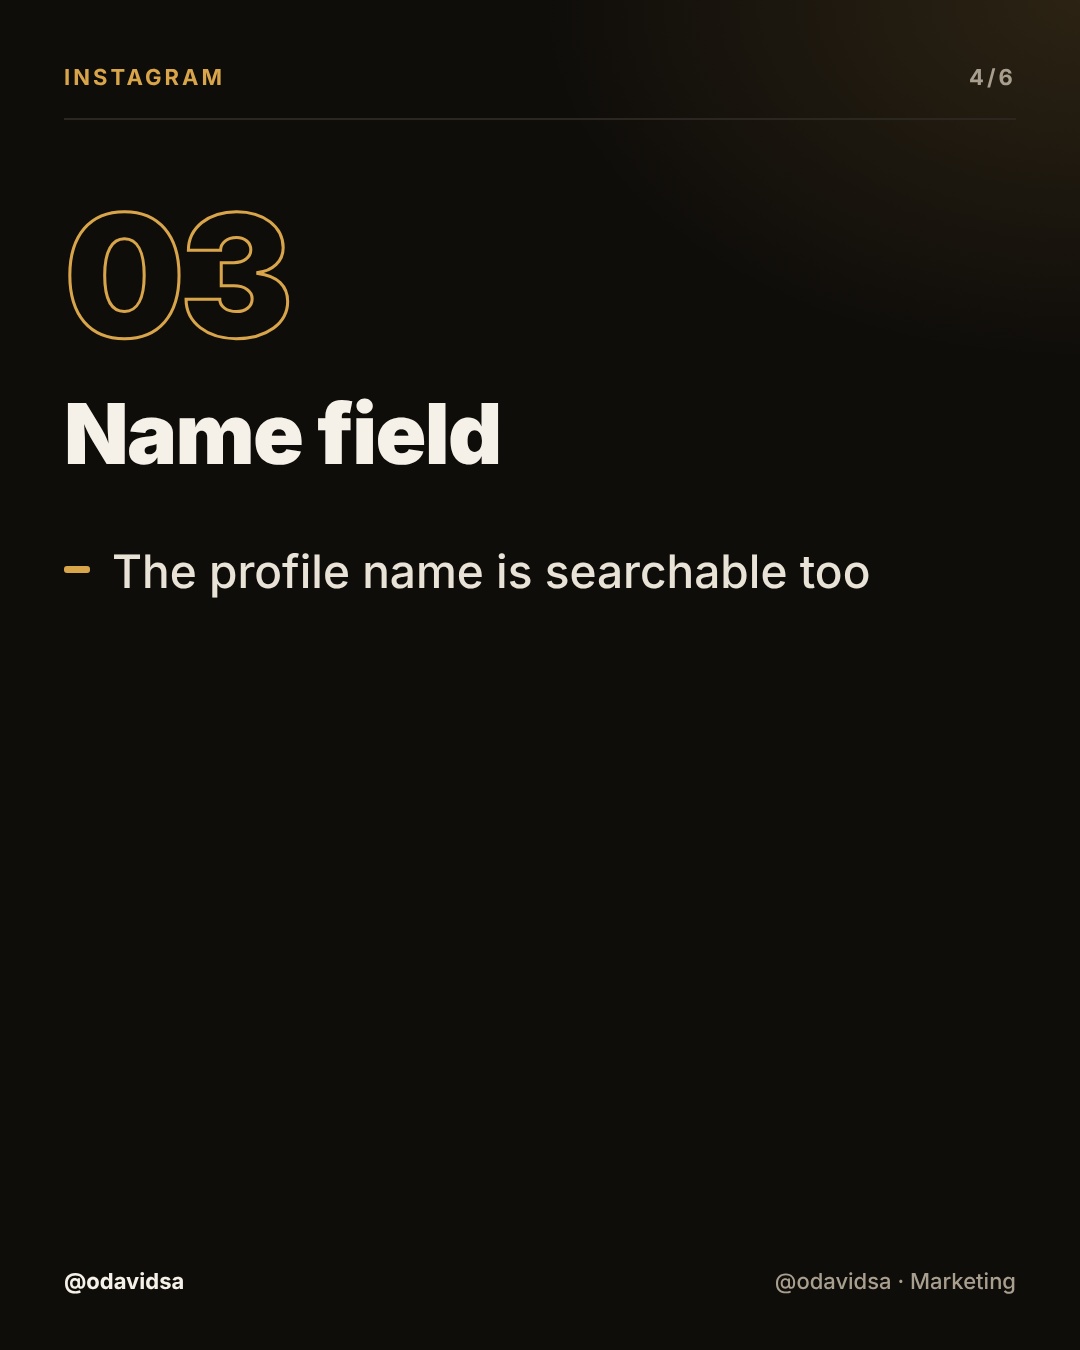 INSTAGRAM
4/6
03
Name field
The profile name is searchable too
@odavidsa
@odavidsa · Marketing